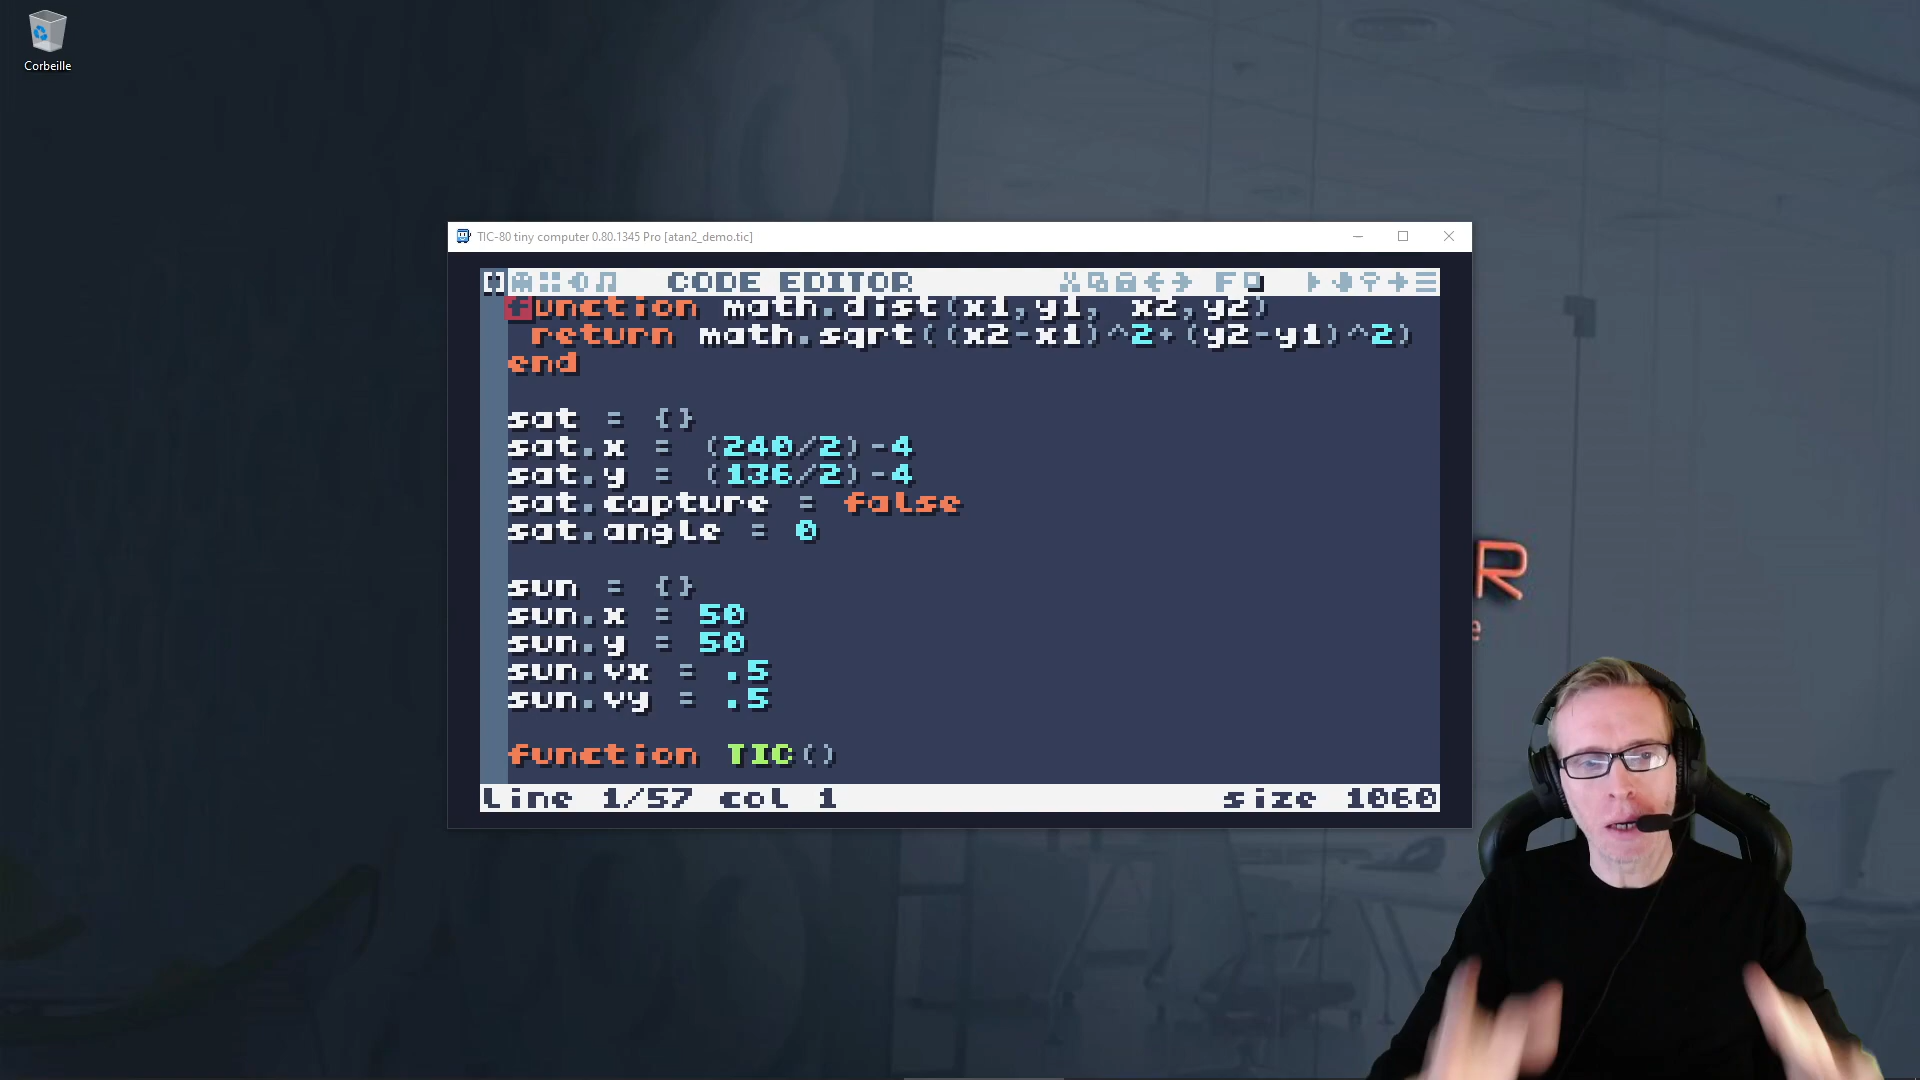 Corbeille
TIC-80 tiny computer 0.80.1345 Pro [atan2_demo.tic]
CODE EDITOR
F
function math.dist(x1,y1, x2,y2)
return math.sqrt((x2-x1)^2+(y2-y1)^2)
end
sat = {}
sat.x = (240/2)-4
sat.y = (136/2)-4
sat.capture = false
sat.angle = 0
sun = {}
sun.x = 50
sun.y = 50
sun.vx = .5
sun.vy = .5
function TIC()
line 1/57 col 1
size 1060
R
e